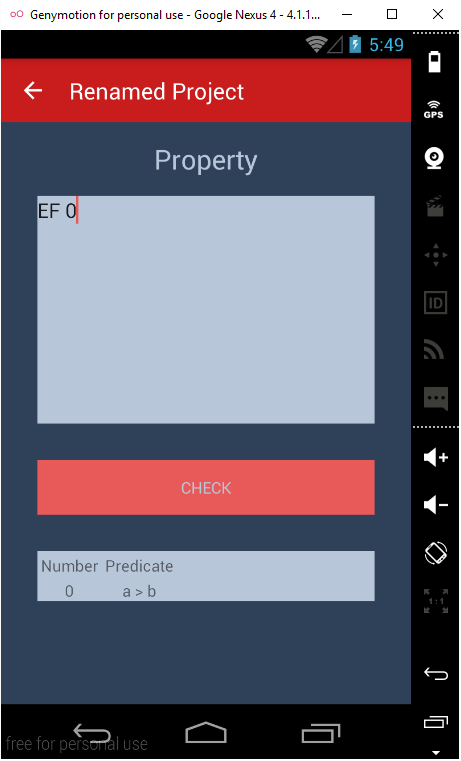 Genymotion for personal use - Google Nexus 4 - 4.1.1...
5:49
Renamed Project
GPS
Property
EF 0
ID
CHECK
Number Predicate
0 a > b
1:1
free for personal use